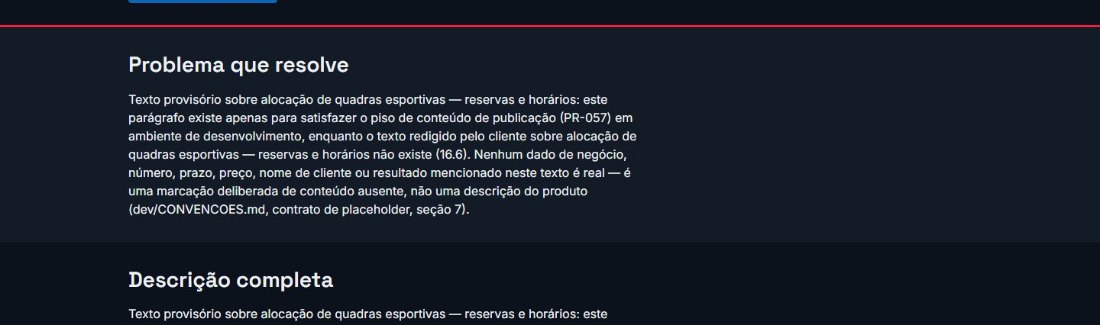 Problema que resolve
Texto provisório sobre alocação de quadras esportivas — reservas e horários: este
parágrafo existe apenas para satisfazer o piso de conteúdo de publicação (PR-057) em
ambiente de desenvolvimento, enquanto o texto redigido pelo cliente sobre alocação de
quadras esportivas — reservas e horários não existe (16.6). Nenhum dado de negócio,
número, prazo, preço, nome de cliente ou resultado mencionado neste texto é real — é
uma marcação deliberada de conteúdo ausente, não uma descrição do produto
(dev/CONVENCOES.md, contrato de placeholder, seção 7).
Descrição completa
Texto provisório sobre alocação de quadras esportivas — reservas e horários: este